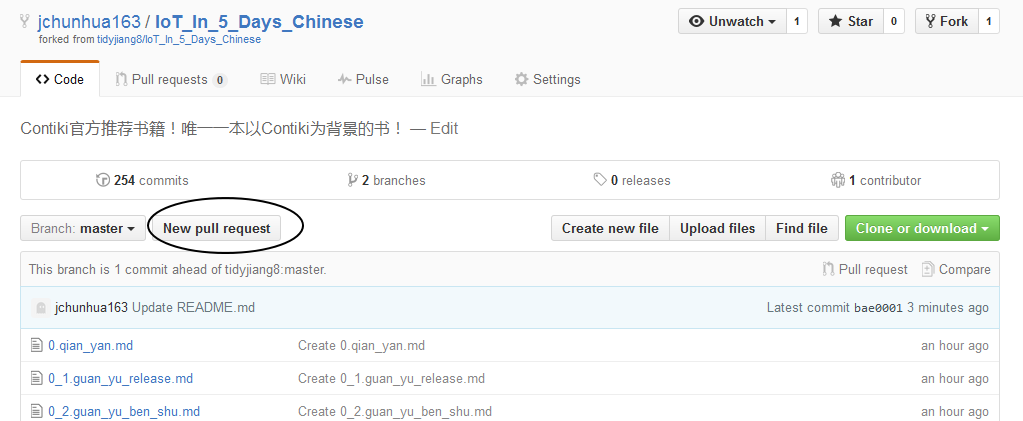 jchunhua163 / IoT_In_5_Days_Chinese
Unwatch 1 Star 0 Fork 1
forked from tidyjiang8/IoT_In_5_Days_Chinese
Code Pull requests 0 Wiki Pulse Graphs Settings
Contiki官方推荐书籍！唯一一本以Contiki为背景的书！ — Edit
254 commits 2 branches 0 releases 1 contributor
Branch: master New pull request Create new file Upload files Find file Clone or download
This branch is 1 commit ahead of tidyjiang8:master. Pull request Compare
jchunhua163 Update README.md Latest commit bae0001 3 minutes ago
0.qian_yan.md Create 0.qian_yan.md an hour ago
0_1.guan_yu_release.md Create 0_1.guan_yu_release.md an hour ago
0_2.guan_yu_ben_shu.md Create 0_2.guan_yu_ben_shu.md an hour ago